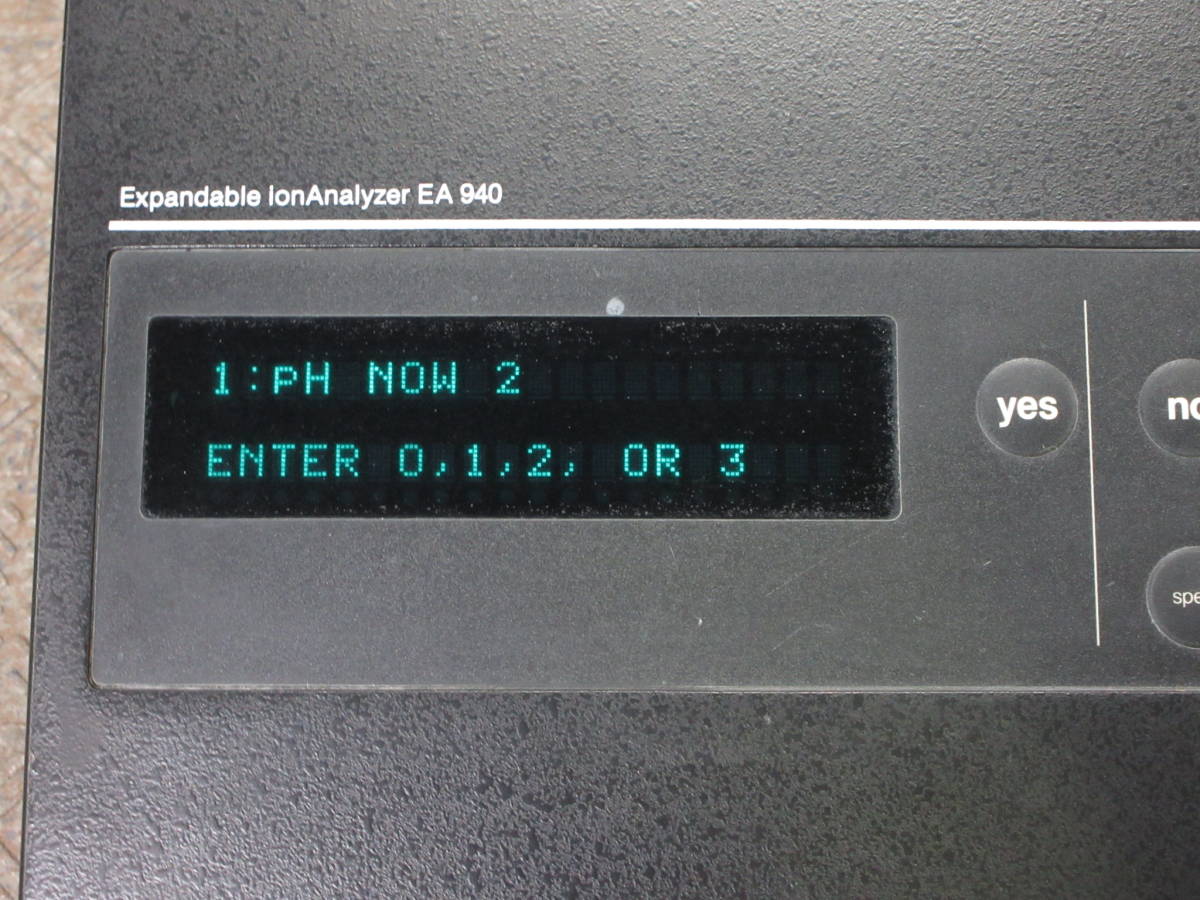 Expandable ionAnalyzer EA 940
1:pH NOW 2
ENTER 0,1,2, OR 3
yes